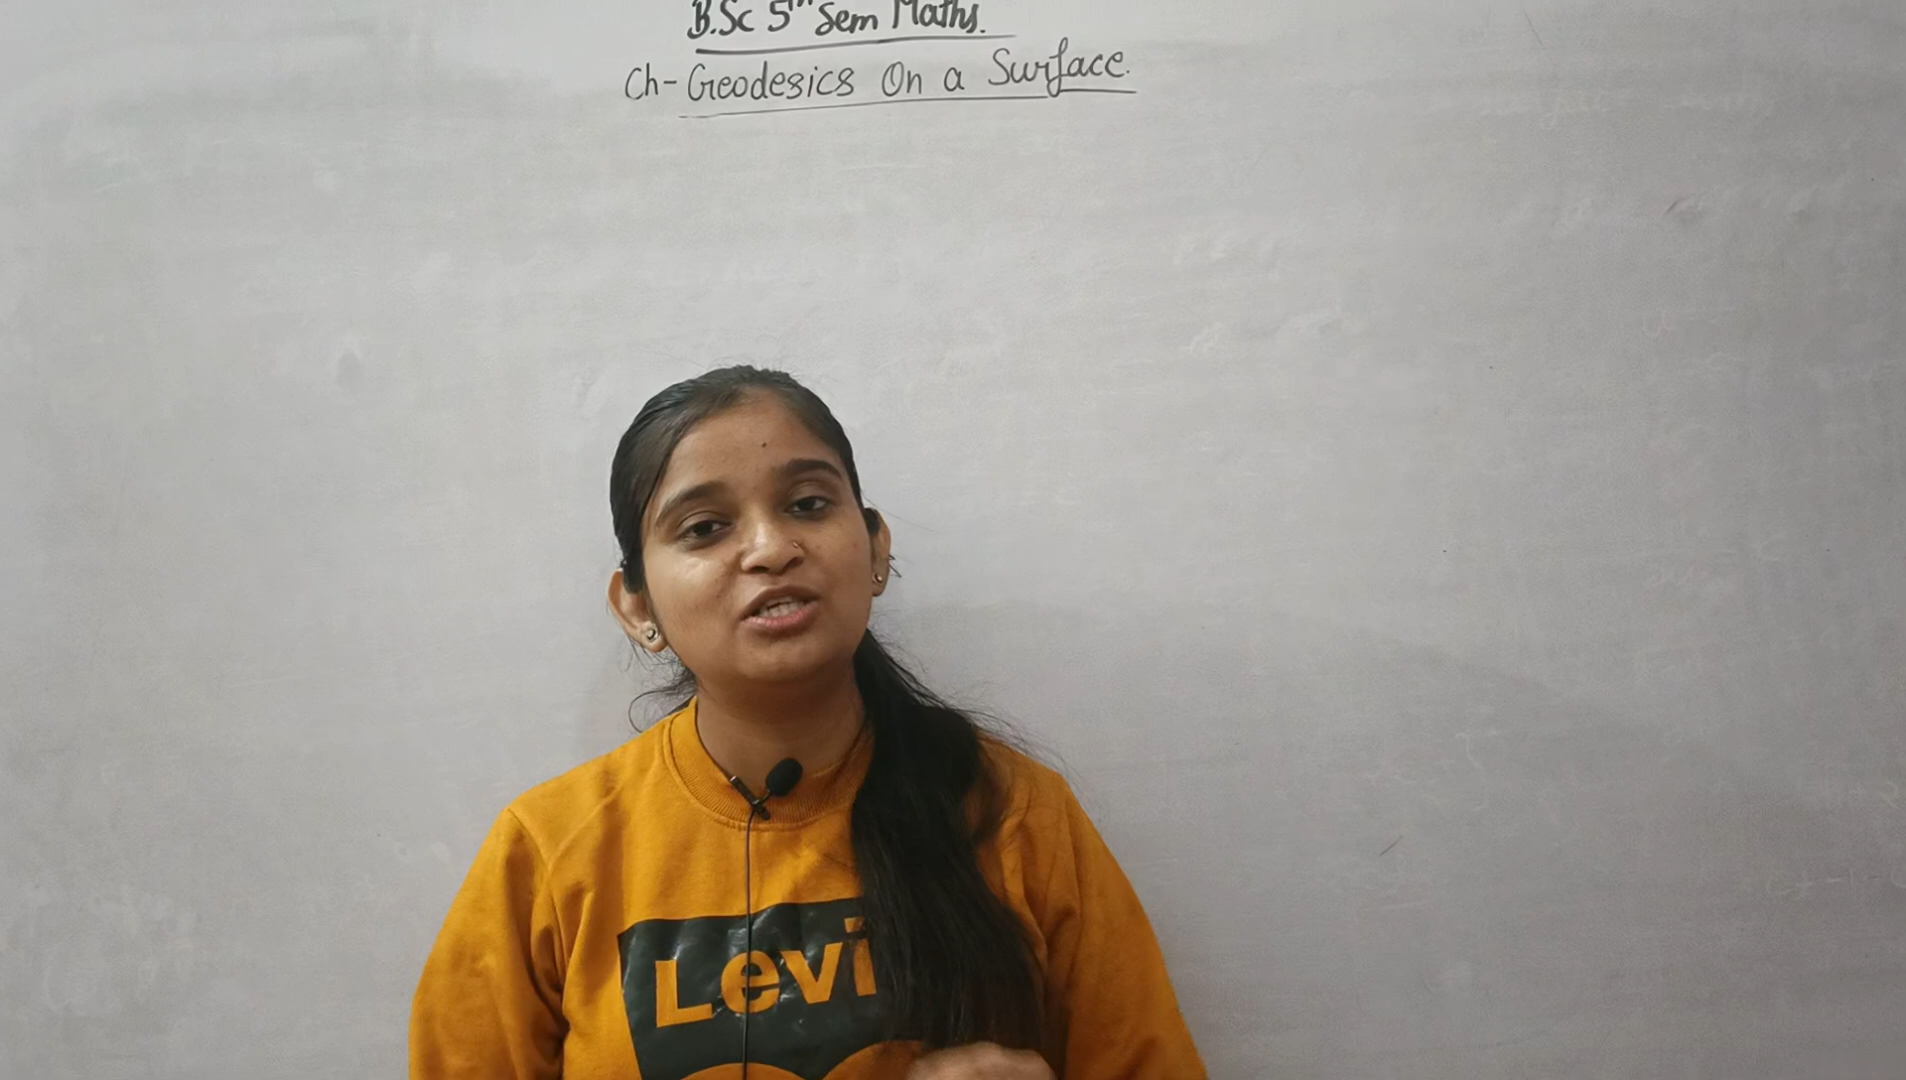 B.Sc 5th Sem Maths.
Ch- Geodesics On a Surface.
Levi